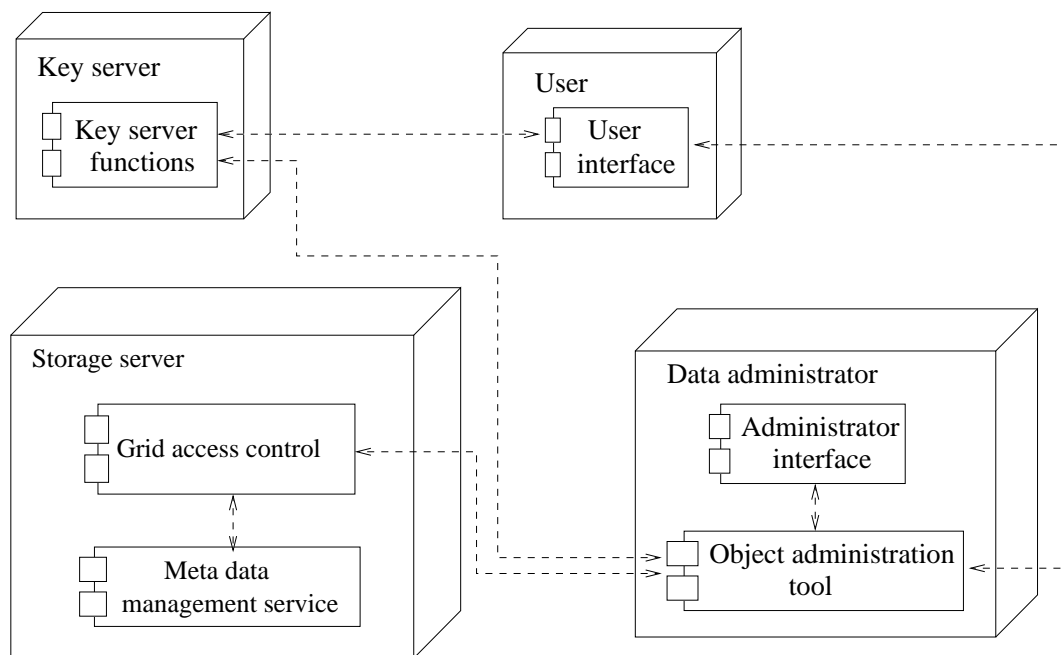 Key server
Key server
functions
User
User
interface
Storage server
Grid access control
Meta data
management service
Data administrator
Administrator
interface
Object administration
tool